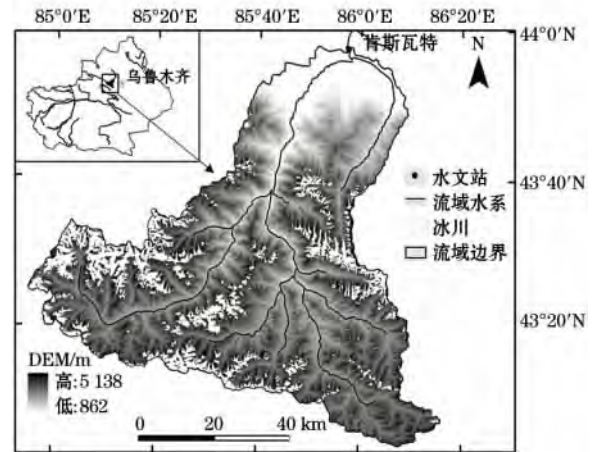 85°0′E 85°20′E 85°40′E 86°0′E 86°20′E
44°0′N
肯斯瓦特
N
乌鲁木齐
水文站
43°40′N
流域水系
冰川
流域边界
43°20′N
DEM/m
高:5 138
低:862
0 20 40 km